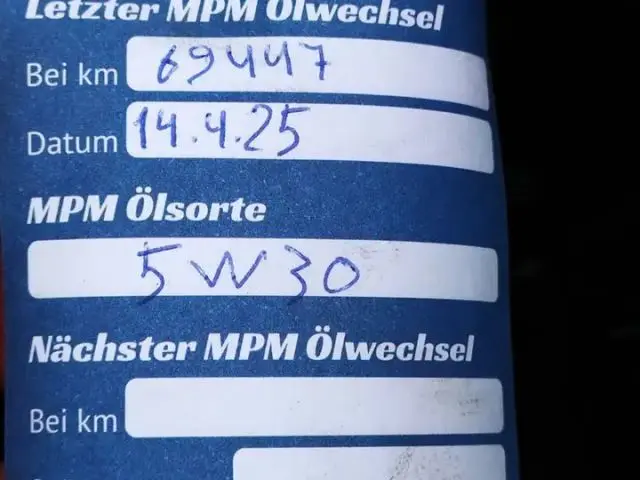 Letzter MPM Ölwechsel
Bei km 69447
Datum 14.4.25
MPM Ölsorte
5W30
Nächster MPM Ölwechsel
Bei km